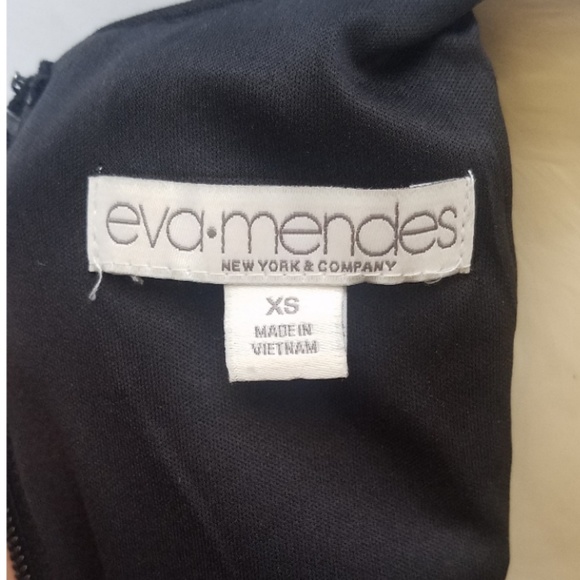 eva•mendes
NEW YORK & COMPANY
XS
MADE IN
VIETNAM